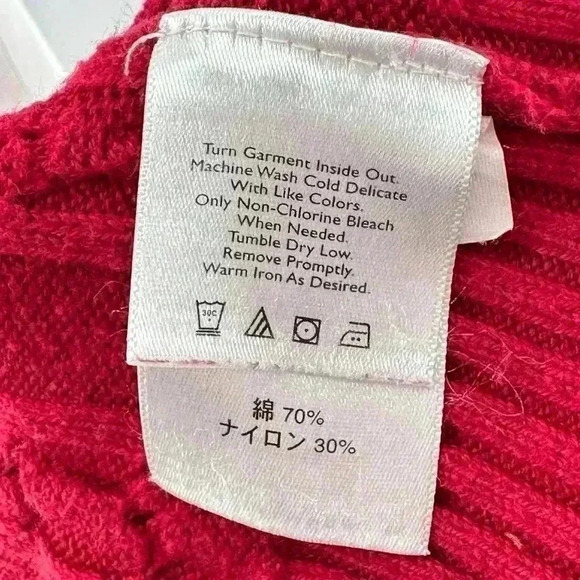 Turn Garment Inside Out.
Machine Wash Cold Delicate
With Like Colors.
Only Non-Chlorine Bleach
When Needed.
Tumble Dry Low.
Remove Promptly.
Warm Iron As Desired.
30C
綿 70%
ナイロン 30%